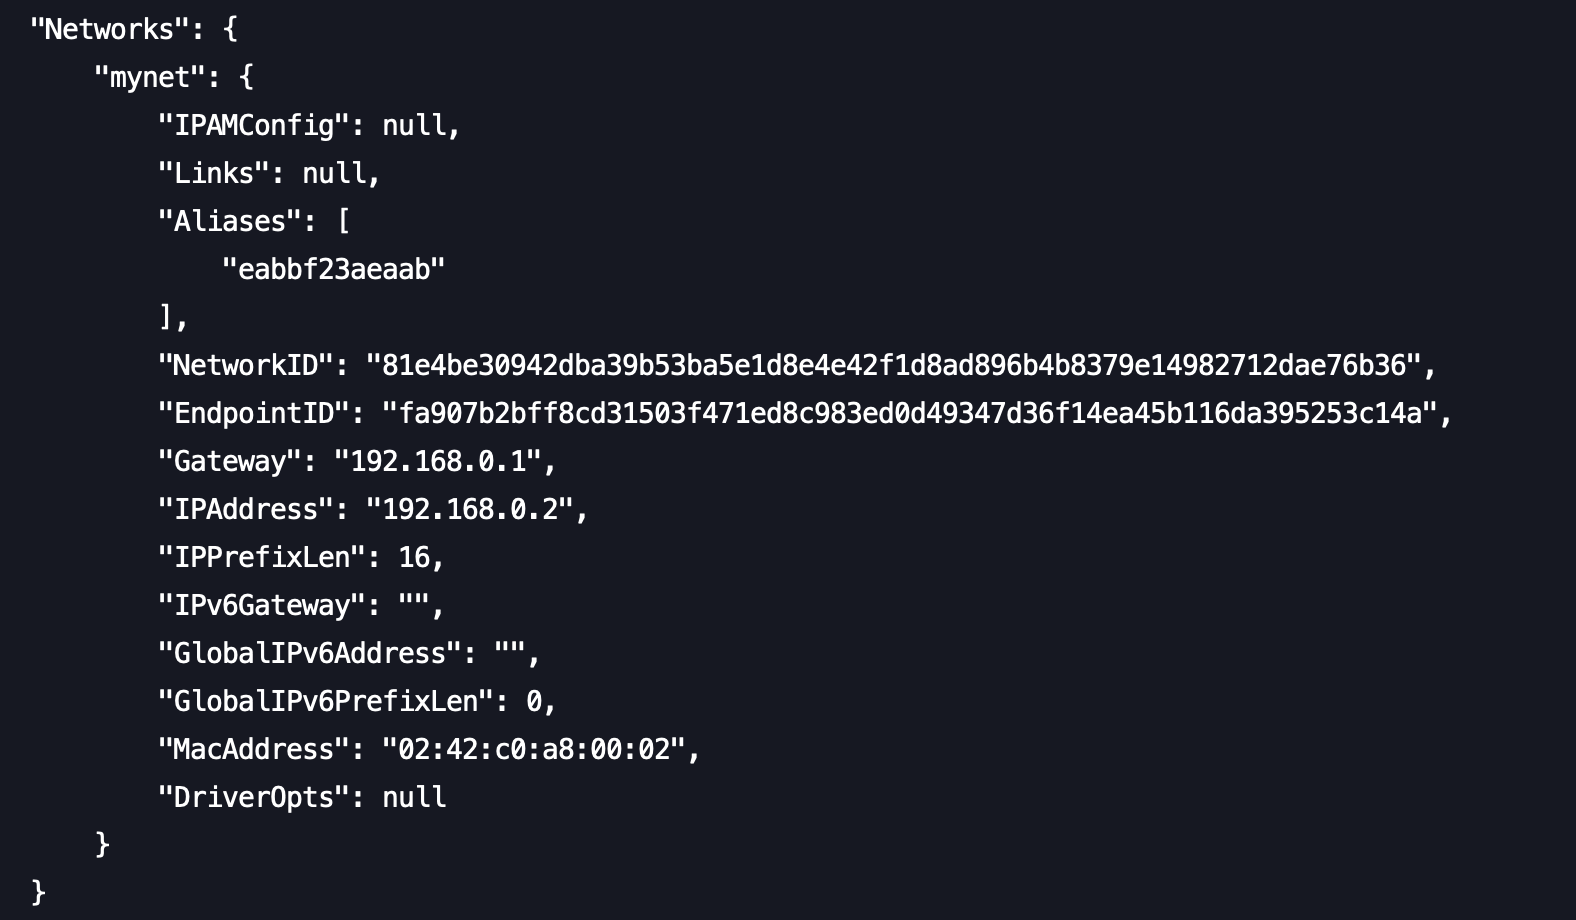 "Networks": {
"mynet": {
"IPAMConfig": null,
"Links": null,
"Aliases": [
"eabbf23aeaab"
],
"NetworkID": "81e4be30942dba39b53ba5e1d8e4e42f1d8ad896b4b8379e14982712dae76b36",
"EndpointID": "fa907b2bff8cd31503f471ed8c983ed0d49347d36f14ea45b116da395253c14a",
"Gateway": "192.168.0.1",
"IPAddress": "192.168.0.2",
"IPPrefixLen": 16,
"IPv6Gateway": "",
"GlobalIPv6Address": "",
"GlobalIPv6PrefixLen": 0,
"MacAddress": "02:42:c0:a8:00:02",
"DriverOpts": null
}
}